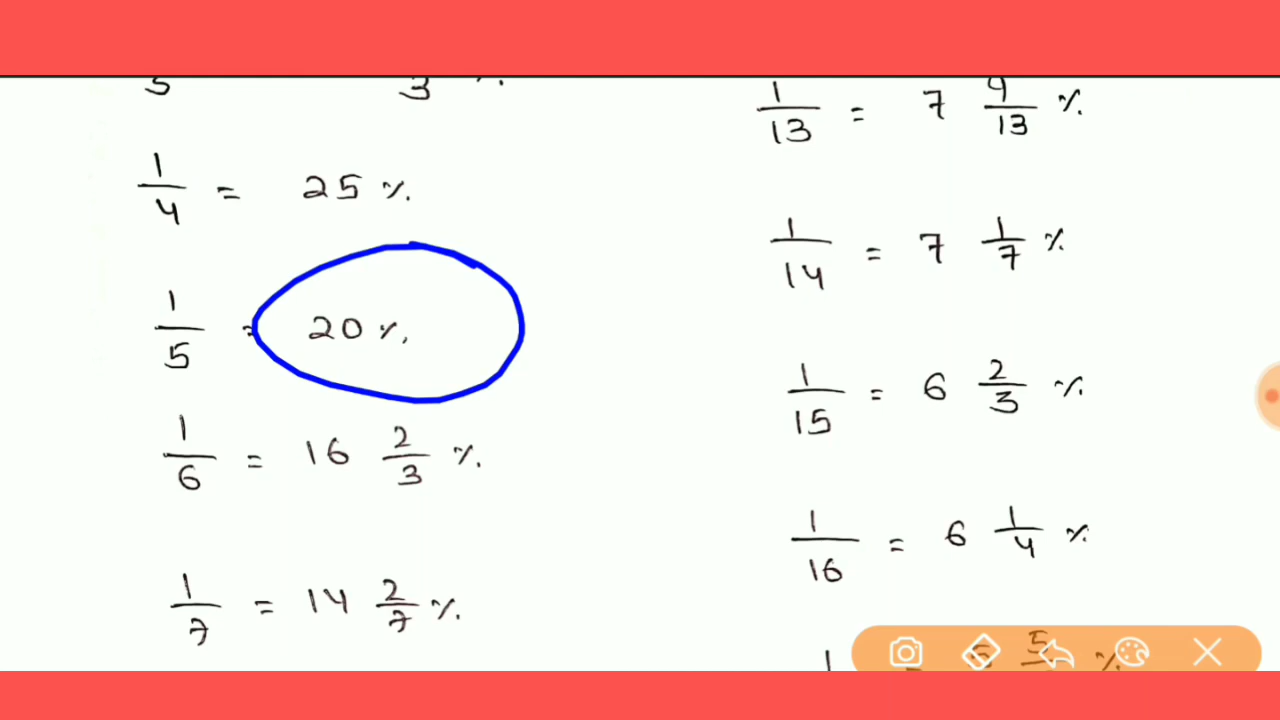 1/4 = 25 %
1/5 = 20 %
1/6 = 16 2/3 %
1/7 = 14 2/7 %
1/13 = 7 9/13 %
1/14 = 7 1/7 %
1/15 = 6 2/3 %
1/16 = 6 1/4 %